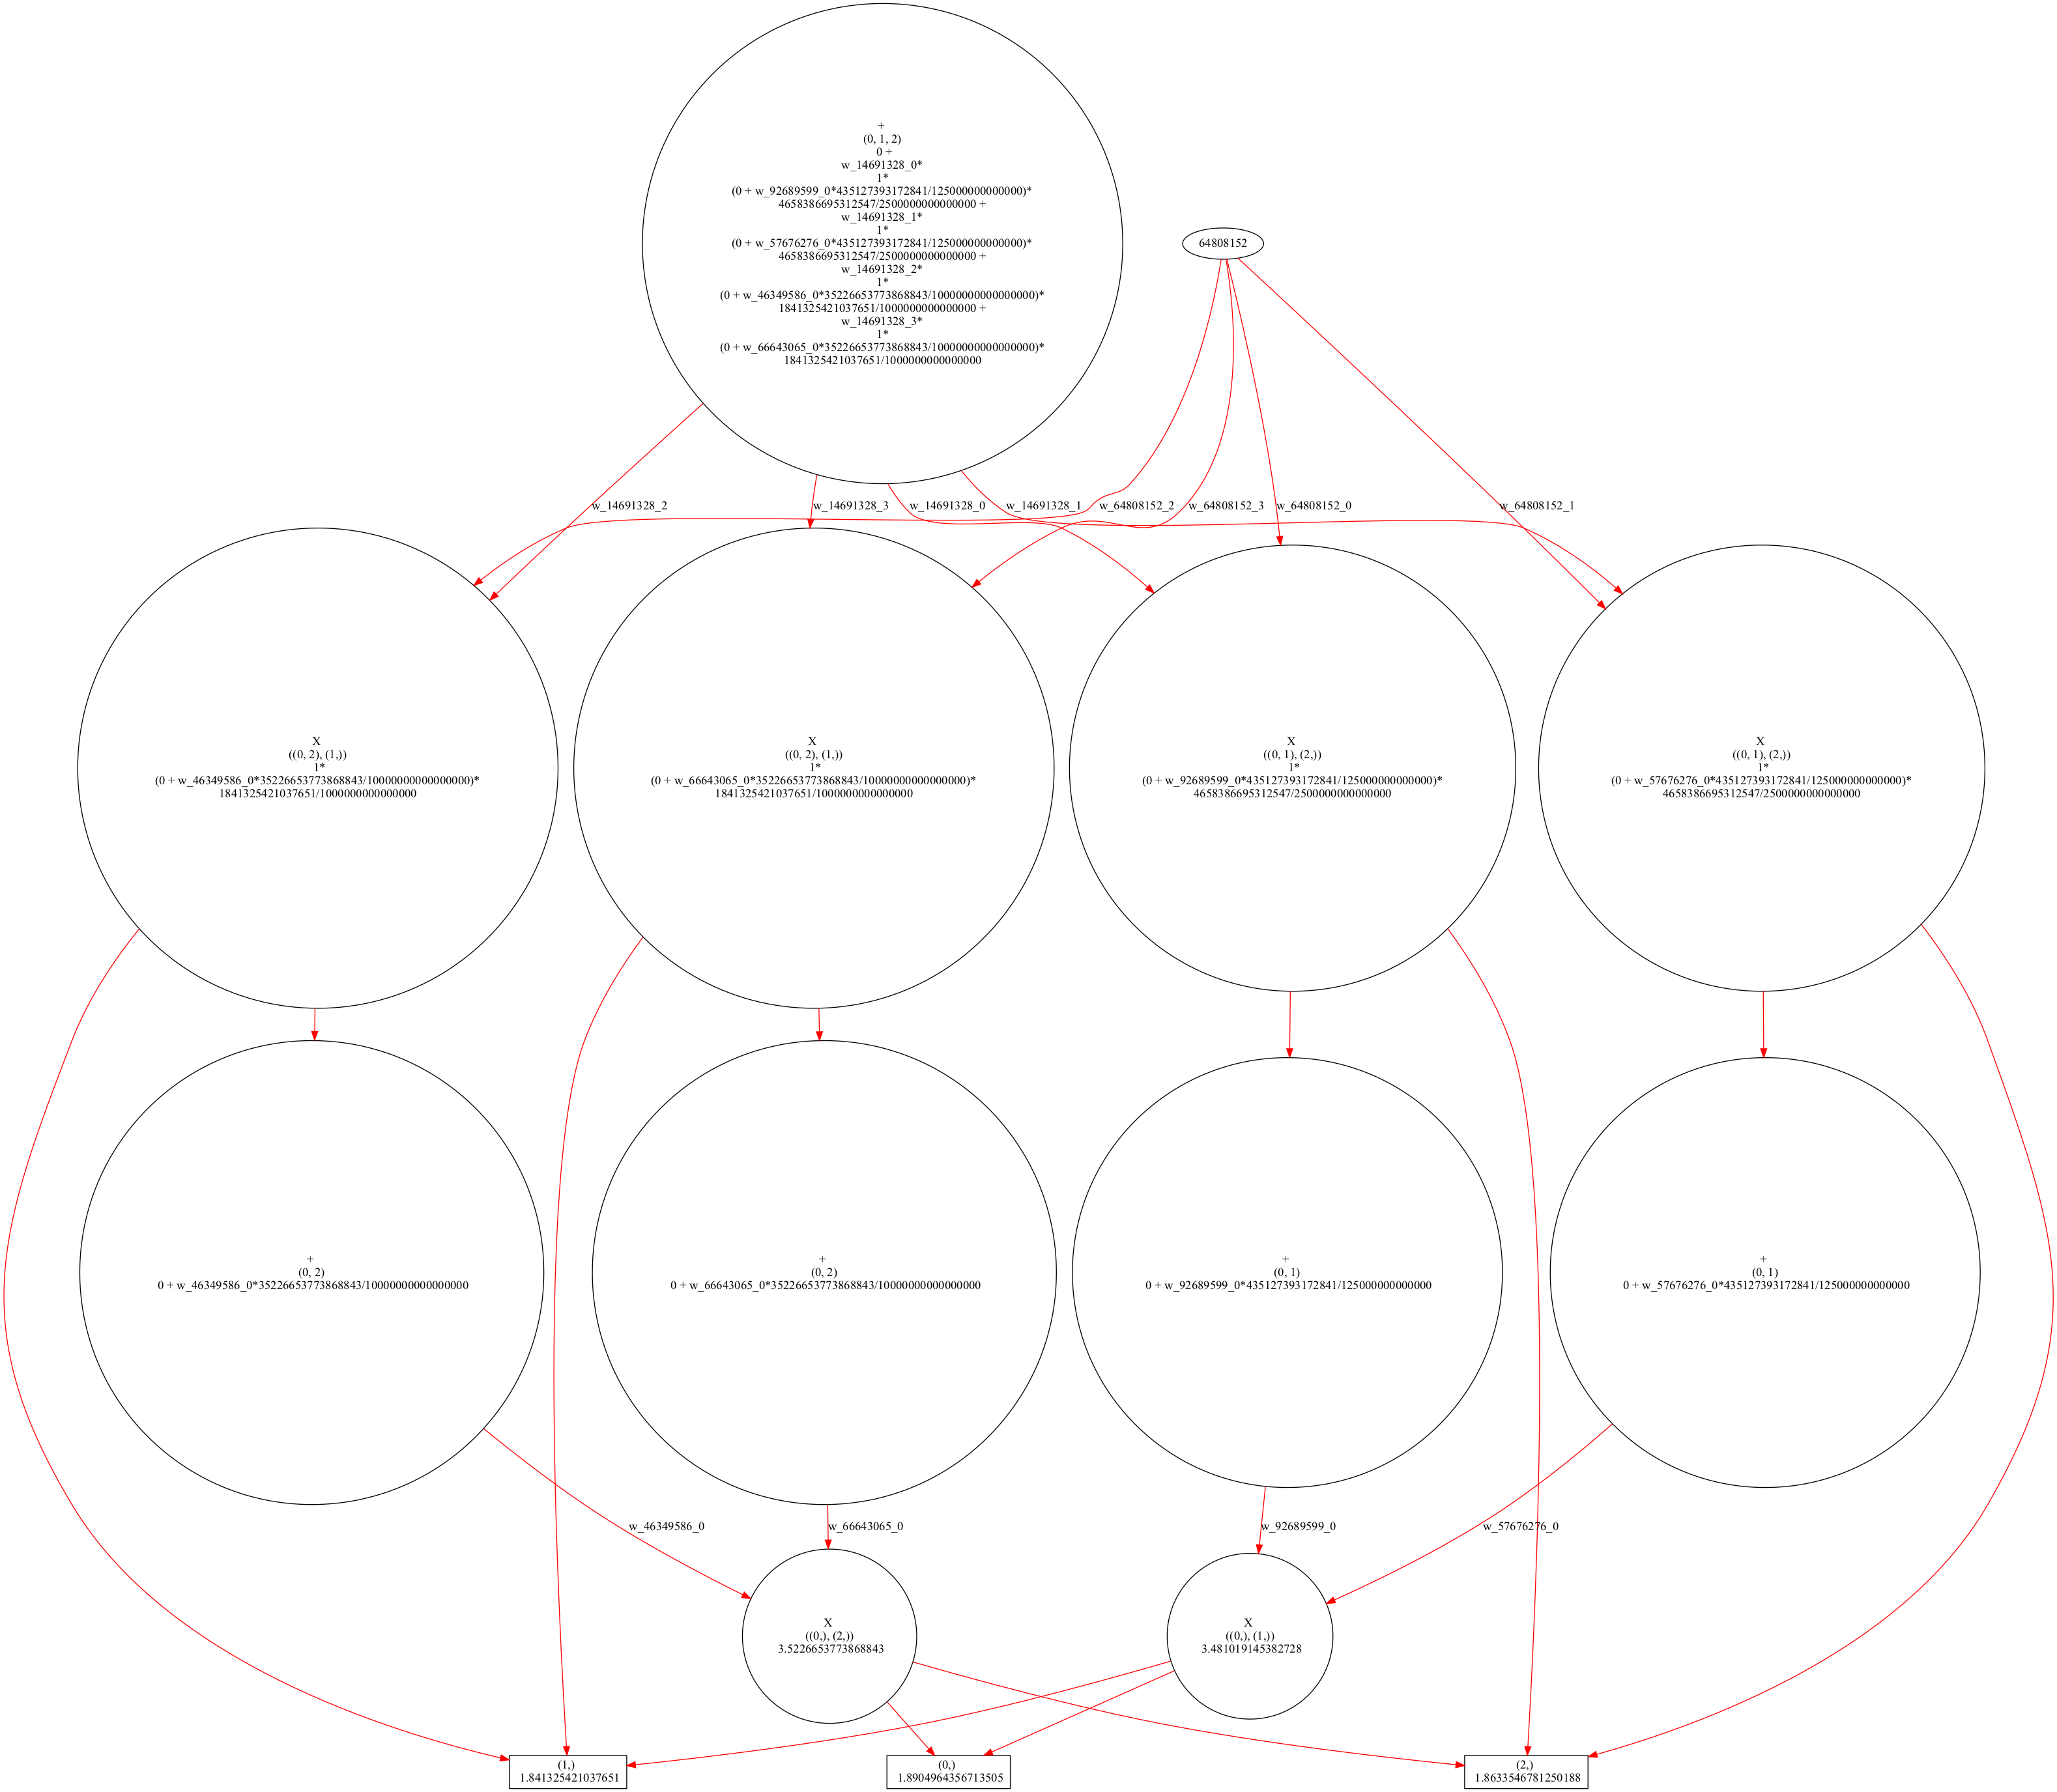 +
(0, 1, 2)
0 +
w_14691328_0*
1*
(0 + w_92689599_0*435127393172841/125000000000000)*
4658386695312547/2500000000000000 +
w_14691328_1*
1*
(0 + w_57676276_0*435127393172841/125000000000000)*
4658386695312547/2500000000000000 +
w_14691328_2*
1*
(0 + w_46349586_0*35226653773868843/10000000000000000)*
1841325421037651/1000000000000000 +
w_14691328_3*
1*
(0 + w_66643065_0*35226653773868843/10000000000000000)*
1841325421037651/1000000000000000
64808152
w_14691328_2
w_14691328_3
w_14691328_0
w_14691328_1
w_64808152_2
w_64808152_3
w_64808152_0
w_64808152_1
X
((0, 2), (1,))
1*
(0 + w_46349586_0*35226653773868843/10000000000000000)*
1841325421037651/1000000000000000
X
((0, 2), (1,))
1*
(0 + w_66643065_0*35226653773868843/10000000000000000)*
1841325421037651/1000000000000000
X
((0, 1), (2,))
1*
(0 + w_92689599_0*435127393172841/125000000000000)*
4658386695312547/2500000000000000
X
((0, 1), (2,))
1*
(0 + w_57676276_0*435127393172841/125000000000000)*
4658386695312547/2500000000000000
+
(0, 2)
0 + w_46349586_0*35226653773868843/10000000000000000
+
(0, 2)
0 + w_66643065_0*35226653773868843/10000000000000000
+
(0, 1)
0 + w_92689599_0*435127393172841/125000000000000
+
(0, 1)
0 + w_57676276_0*435127393172841/125000000000000
w_46349586_0
w_66643065_0
w_92689599_0
w_57676276_0
X
((0,), (2,))
3.5226653773868843
X
((0,), (1,))
3.481019145382728
(1,)
1.841325421037651
(0,)
1.8904964356713505
(2,)
1.8633546781250188